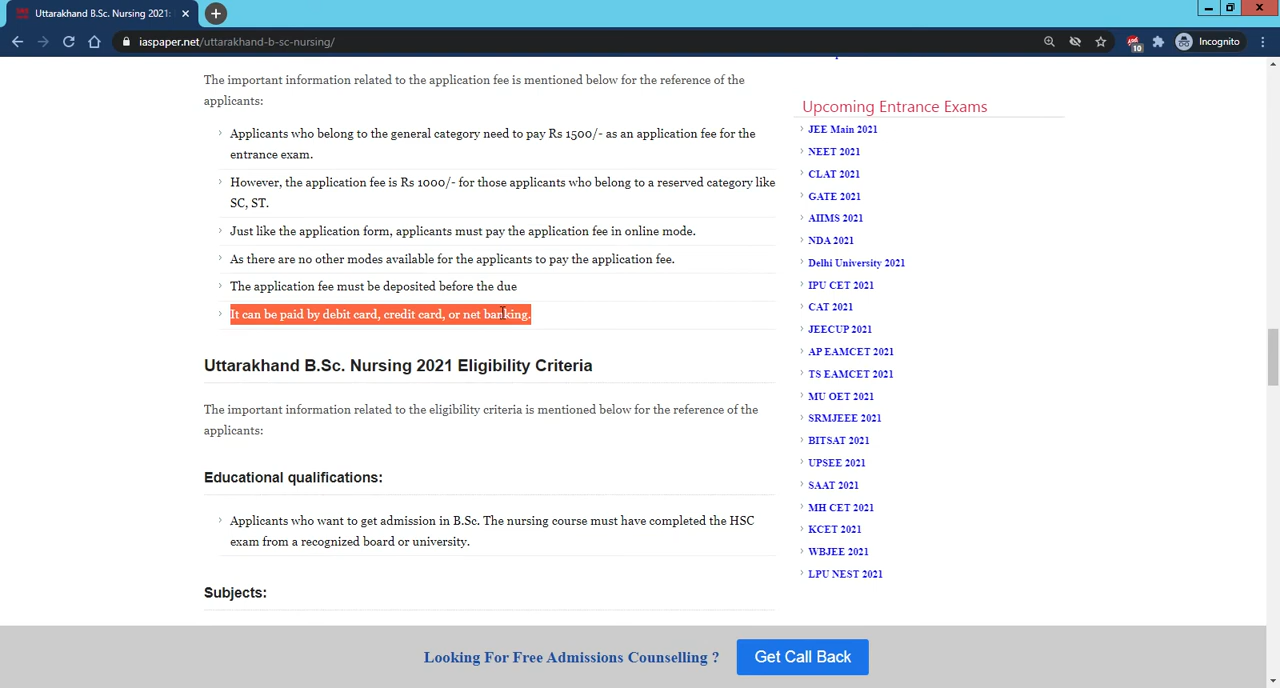 Uttarakhand B.Sc. Nursing 2021:
iaspaper.net/uttarakhand-b-sc-nursing/
10
Incognito
The important information related to the application fee is mentioned below for the reference of the
applicants:
Applicants who belong to the general category need to pay Rs 1500/- as an application fee for the
entrance exam.
However, the application fee is Rs 1000/- for those applicants who belong to a reserved category like
SC, ST.
Just like the application form, applicants must pay the application fee in online mode.
As there are no other modes available for the applicants to pay the application fee.
The application fee must be deposited before the due
It can be paid by debit card, credit card, or net banking.
Uttarakhand B.Sc. Nursing 2021 Eligibility Criteria
The important information related to the eligibility criteria is mentioned below for the reference of the
applicants:
Educational qualifications:
Applicants who want to get admission in B.Sc. The nursing course must have completed the HSC
exam from a recognized board or university.
Subjects:
Upcoming Entrance Exams
JEE Main 2021
NEET 2021
CLAT 2021
GATE 2021
AIIMS 2021
NDA 2021
Delhi University 2021
IPU CET 2021
CAT 2021
JEECUP 2021
AP EAMCET 2021
TS EAMCET 2021
MU OET 2021
SRMJEEE 2021
BITSAT 2021
UPSEE 2021
SAAT 2021
MH CET 2021
KCET 2021
WBJEE 2021
LPU NEST 2021
Looking For Free Admissions Counselling ?
Get Call Back